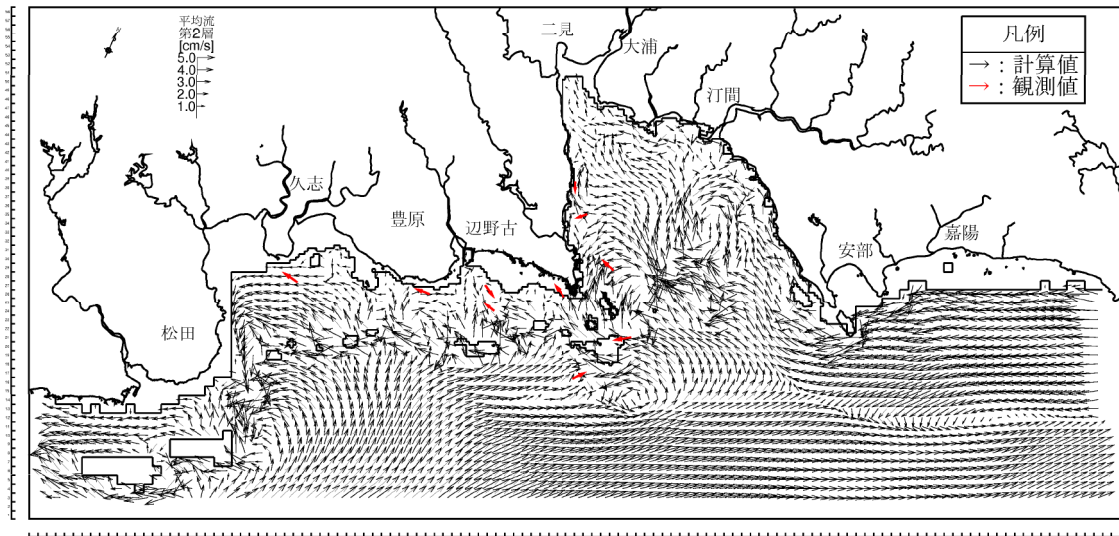 平均流
第2層
[cm/s]
5.0
4.0
3.0
2.0
1.0
二見
大浦
汀間
凡例
→ : 計算値
→ : 観測値
久志
豊原
辺野古
安部
嘉陽
松田